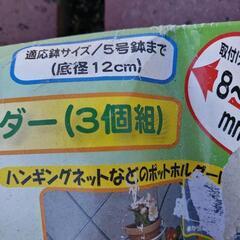 適応鉢サイズ/5号鉢まで
(底径12cm)
取付け
8〜
mm
ダー(3個組)
ハンギングネットなどのポットホルダー